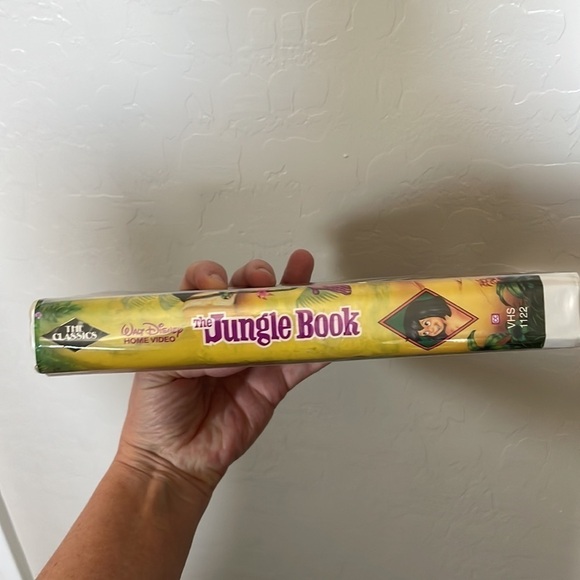 THE
CLASSICS
WALT DISNEY
HOME VIDEO
The Jungle Book
VHS
1122